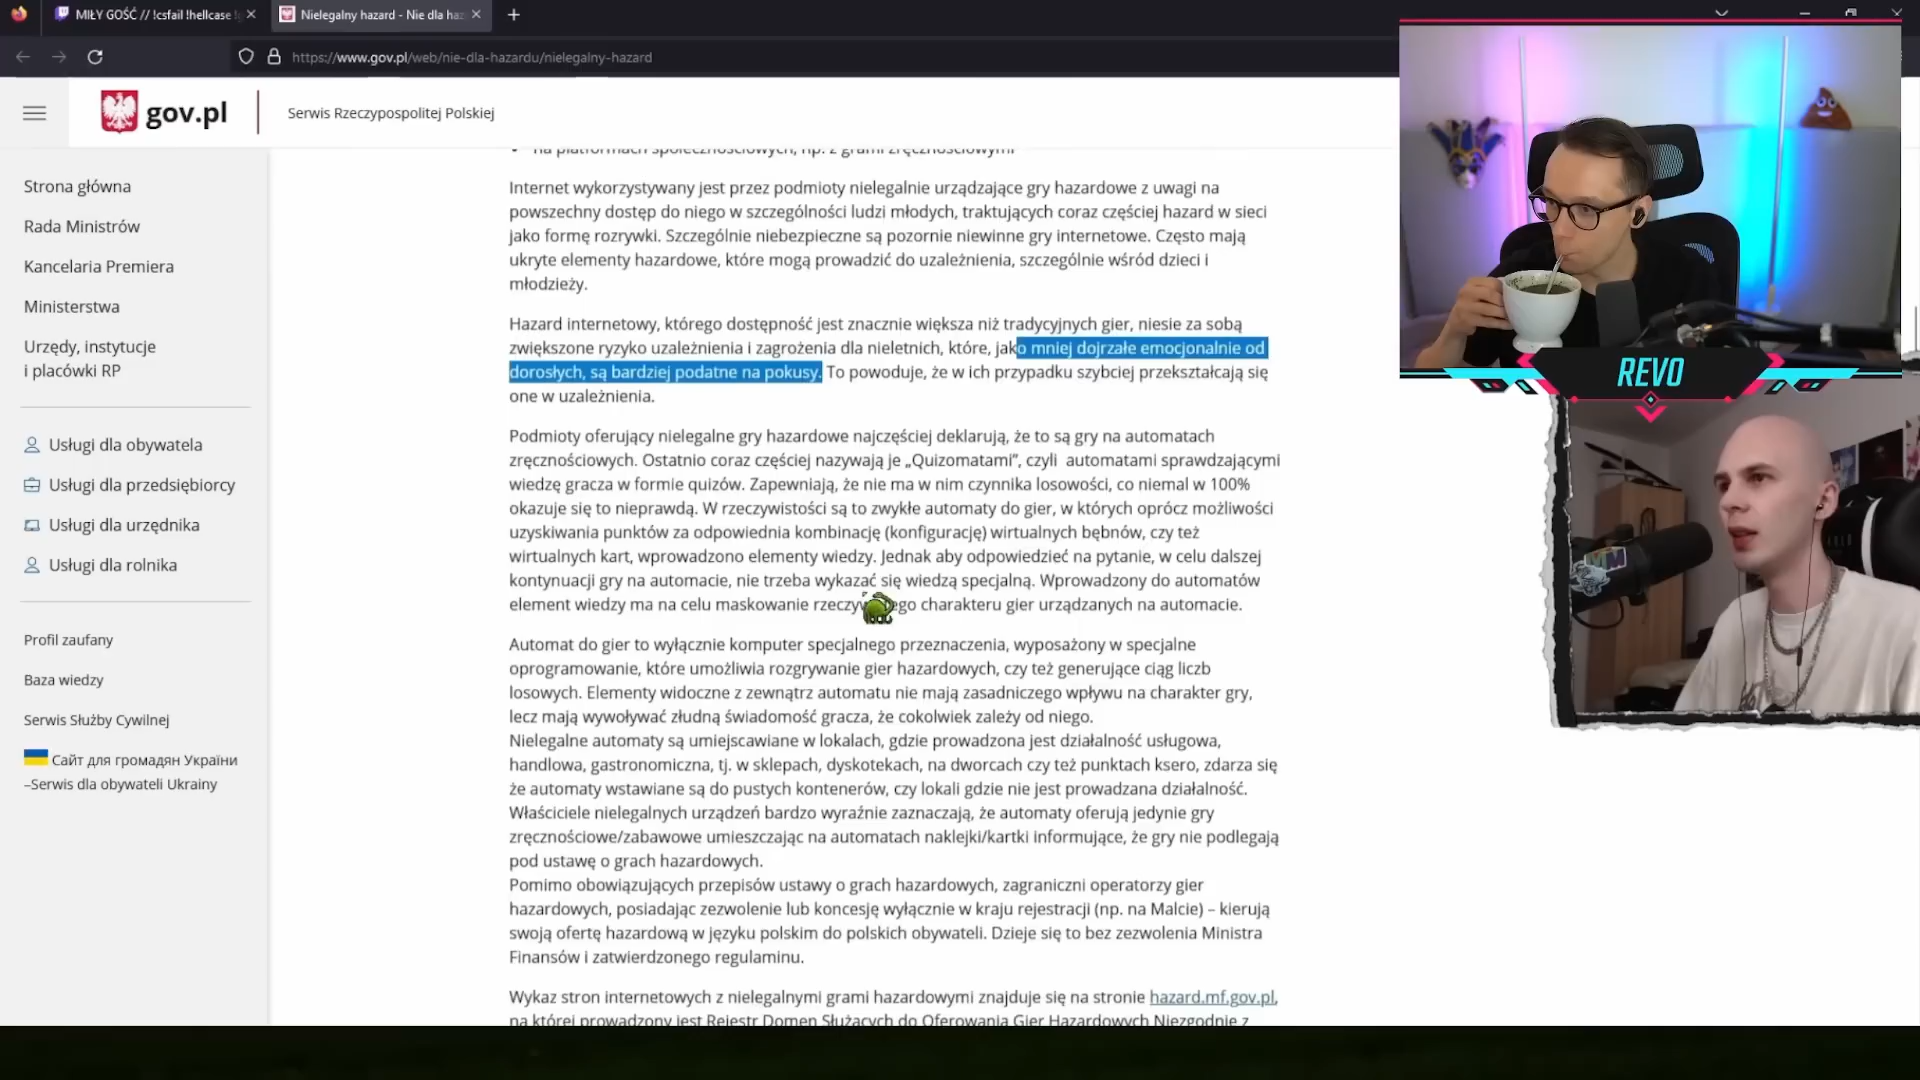 MIŁY GOŚĆ // !csfail !hellcase
Nielegalny hazard - Nie dla haz
https://www.gov.pl/web/nie-dla-hazardu/nielegalny-hazard
gov.pl
Serwis Rzeczypospolitej Polskiej
Strona główna
Rada Ministrów
Kancelaria Premiera
Ministerstwa
Urzędy, instytucje
i placówki RP
Usługi dla obywatela
Usługi dla przedsiębiorcy
Usługi dla urzędnika
Usługi dla rolnika
Profil zaufany
Baza wiedzy
Serwis Służby Cywilnej
Сайт для громадян України
–Serwis dla obywateli Ukrainy
na platformach społecznościowych, np. z grami zręcznościowymi
Internet wykorzystywany jest przez podmioty nielegalnie urządzające gry hazardowe z uwagi na
powszechny dostęp do niego w szczególności ludzi młodych, traktujących coraz częściej hazard w sieci
jako formę rozrywki. Szczególnie niebezpieczne są pozornie niewinne gry internetowe. Często mają
ukryte elementy hazardowe, które mogą prowadzić do uzależnienia, szczególnie wśród dzieci i
młodzieży.
Hazard internetowy, którego dostępność jest znacznie większa niż tradycyjnych gier, niesie za sobą
zwiększone ryzyko uzależnienia i zagrożenia dla nieletnich, które, jako mniej dojrzałe emocjonalnie od
dorosłych, są bardziej podatne na pokusy. To powoduje, że w ich przypadku szybciej przekształcają się
one w uzależnienia.
Podmioty oferujący nielegalne gry hazardowe najczęściej deklarują, że to są gry na automatach
zręcznościowych. Ostatnio coraz częściej nazywają je „Quizomatami”, czyli automatami sprawdzającymi
wiedzę gracza w formie quizów. Zapewniają, że nie ma w nim czynnika losowości, co niemal w 100%
okazuje się to nieprawdą. W rzeczywistości są to zwykłe automaty do gier, w których oprócz możliwości
uzyskiwania punktów za odpowiednia kombinację (konfigurację) wirtualnych bębnów, czy też
wirtualnych kart, wprowadzono elementy wiedzy. Jednak aby odpowiedzieć na pytanie, w celu dalszej
kontynuacji gry na automacie, nie trzeba wykazać się wiedzą specjalną. Wprowadzony do automatów
element wiedzy ma na celu maskowanie charakteru gier urządzanych na automacie.
Automat do gier to wyłącznie komputer specjalnego przeznaczenia, wyposażony w specjalne
oprogramowanie, które umożliwia rozgrywanie gier hazardowych, czy też generujące ciąg liczb
losowych. Elementy widoczne z zewnątrz automatu nie mają zasadniczego wpływu na charakter gry,
lecz mają wywoływać złudną świadomość gracza, że cokolwiek zależy od niego.
Nielegalne automaty są umiejscawiane w lokalach, gdzie prowadzona jest działalność usługowa,
handlowa, gastronomiczna, tj. w sklepach, dyskotekach, na dworcach czy też punktach ksero, zdarza się
że automaty wstawiane są do pustych kontenerów, czy lokali gdzie nie jest prowadzana działalność.
Właściciele nielegalnych urządzeń bardzo wyraźnie zaznaczają, że automaty oferują jedynie gry
zręcznościowe/zabawowe umieszczając na automatach naklejki/kartki informujące, że gry nie podlegają
pod ustawę o grach hazardowych.
Pomimo obowiązujących przepisów ustawy o grach hazardowych, zagraniczni operatorzy gier
hazardowych, posiadając zezwolenie lub koncesję wyłącznie w kraju rejestracji (np. na Malcie) – kierują
swoją ofertę hazardową w języku polskim do polskich obywateli. Dzieje się to bez zezwolenia Ministra
Finansów i zatwierdzonego regulaminu.
Wykaz stron internetowych z nielegalnymi grami hazardowymi znajduje się na stronie hazard.mf.gov.pl,
na której prowadzony jest Rejestr Domen Służących do Oferowania Gier Hazardowych Niezgodnie z
REVO